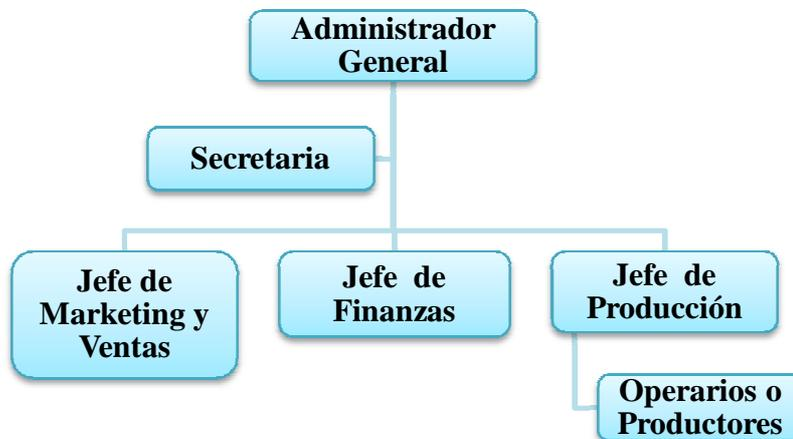 Administrador
General
Secretaria
Jefe de
Marketing y
Ventas
Jefe de
Finanzas
Jefe de
Producción
Operarios o
Productores